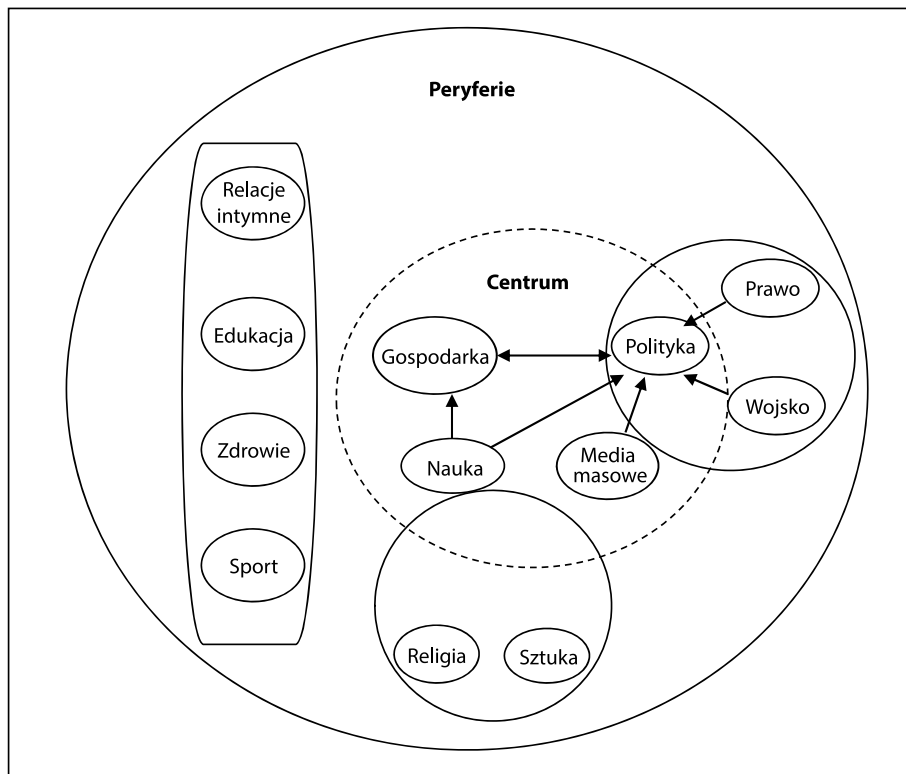 Peryferie
Relacje
intymne
Centrum
Prawo
Edukacja
Gospodarka
Polityka
Wojsko
Zdrowie
Nauka
Media
masowe
Sport
Religia
Sztuka